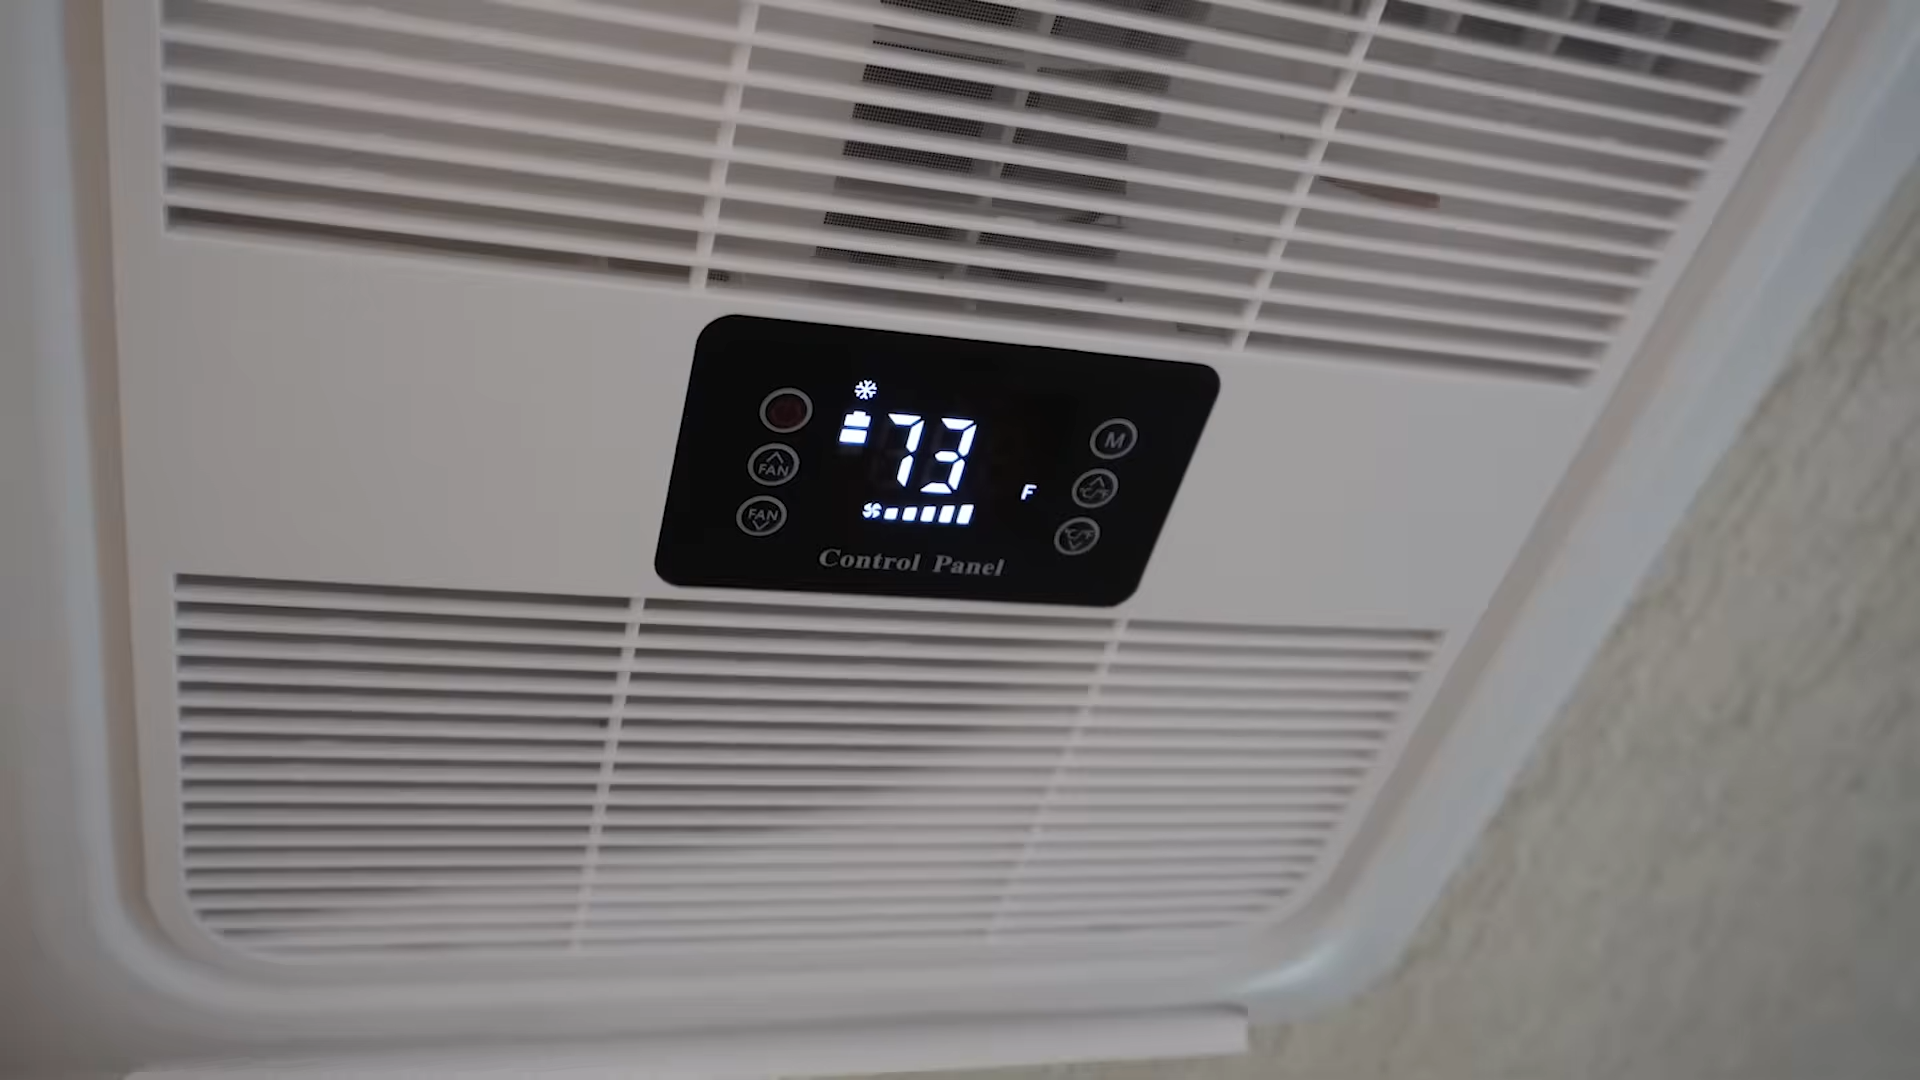 73
F
FAN
FAN
M
°C/°F
°C/°F
Control Panel